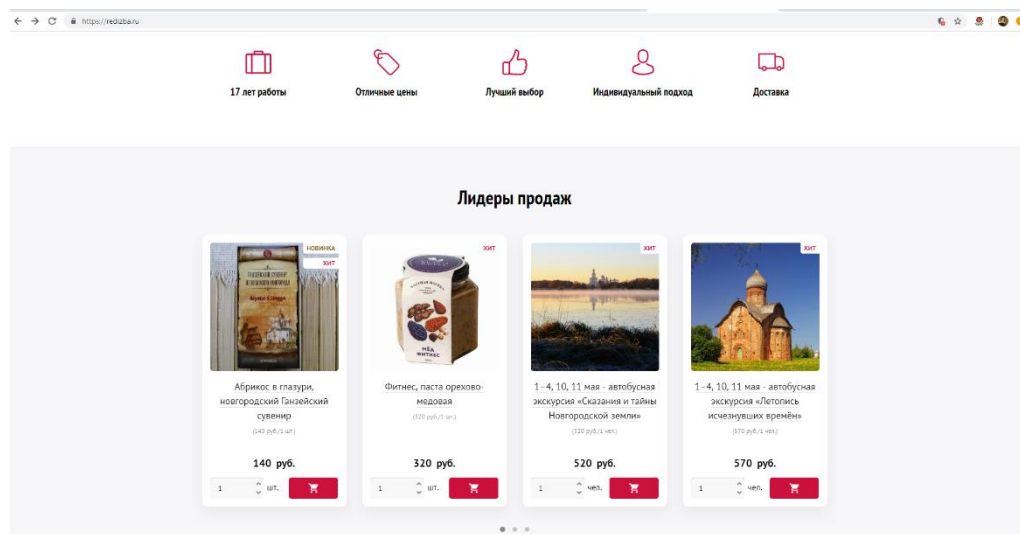 https://redizba.ru
17 лет работы
Отличные цены
Лучший выбор
Индивидуальный подход
Доставка
Лидеры продаж
НОВИНКА
ХИТ
ХИТ
ХИТ
ХИТ
Абрикос в глазури,
новгородский Ганзейский
сувенир
(140 руб./1 шт.)
140 руб.
1 шт.
Фитнес, паста орехово-
медовая
(320 руб./1 шт.)
320 руб.
1 шт.
1-4, 10, 11 мая - автобусная
экскурсия «Сказания и тайны
Новгородской земли»
(520 руб./1 чел.)
520 руб.
1 чел.
1-4, 10, 11 мая - автобусная
экскурсия «Летопись
исчезнувших времён»
(570 руб./1 чел.)
570 руб.
1 чел.